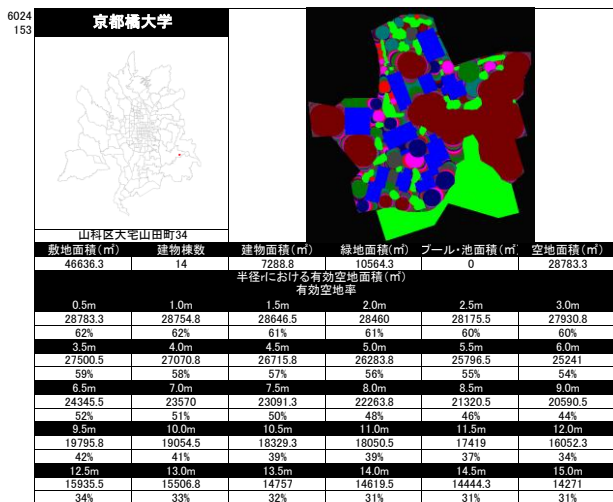 6024
153
京都橘大学
山科区大宅山田町34
敷地面積(㎡) 建物棟数 建物面積(㎡) 緑地面積(㎡) プール・池面積(㎡) 空地面積(㎡)
46636.3 14 7288.8 10564.3 0 28783.3
半径rにおける有効空地面積(㎡)
有効空地率
0.5m 1.0m 1.5m 2.0m 2.5m 3.0m
28783.5 28754.8 28646.5 28460 28175.5 27930.8
62% 62% 61% 61% 60% 60%
3.5m 4.0m 4.5m 5.0m 5.5m 6.0m
27500.5 27070.8 26715.8 26283.8 25796.5 25241
59% 58% 57% 56% 55% 54%
6.5m 7.0m 7.5m 8.0m 8.5m 9.0m
24345.5 23570 23091.3 22263.8 21320.5 20590.5
52% 51% 50% 48% 46% 44%
9.5m 10.0m 10.5m 11.0m 11.5m 12.0m
19795.8 19054.5 18329.3 18050.5 17419 16052.3
42% 41% 39% 39% 37% 34%
12.5m 13.0m 13.5m 14.0m 14.5m 15.0m
15935.5 15506.8 14757 14619.5 14444.3 14271
34% 33% 32% 31% 31% 31%